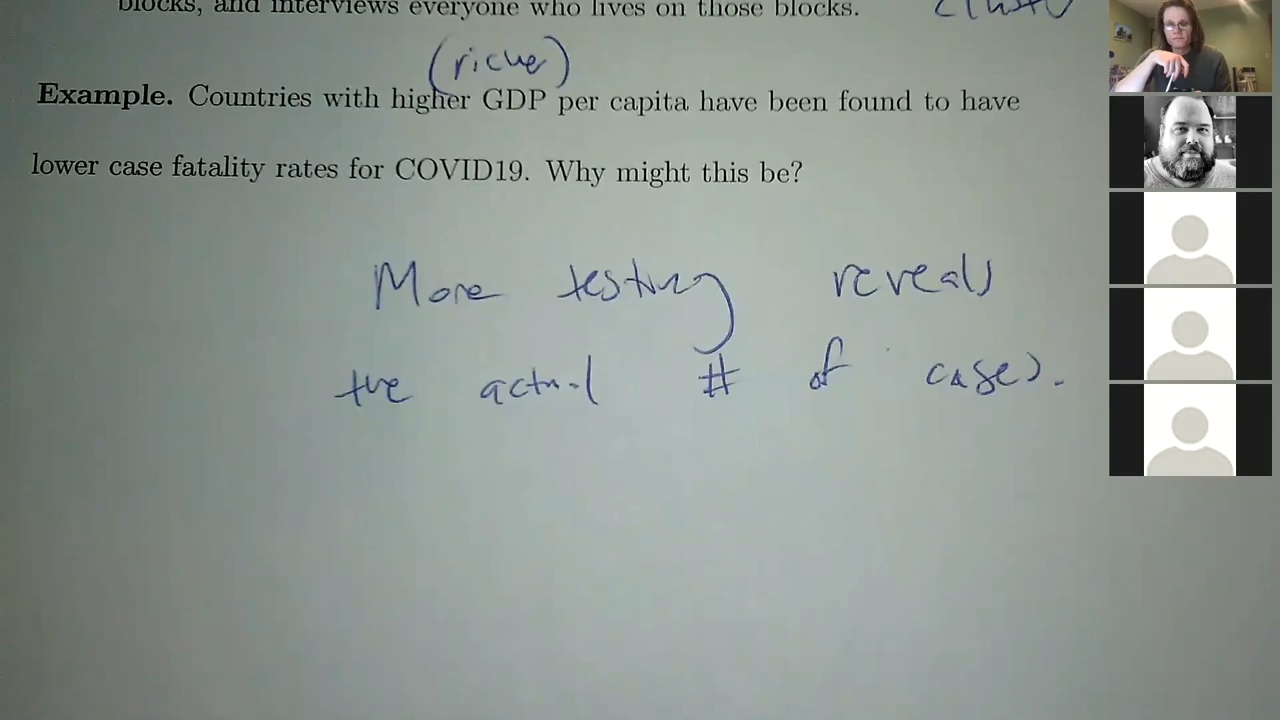 blocks, and interviews everyone who lives on those blocks.
(richer)
Example. Countries with higher GDP per capita have been found to have
lower case fatality rates for COVID19. Why might this be?
More testing reveals
the actual # of cases.